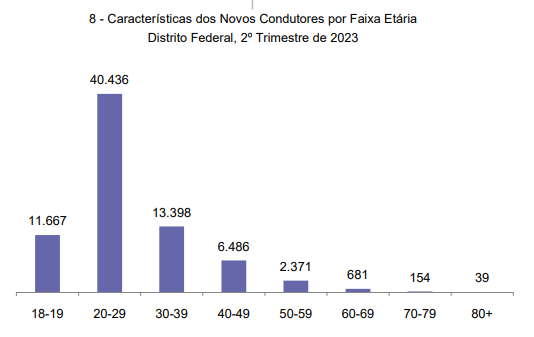 8 - Características dos Novos Condutores por Faixa Etária
Distrito Federal, 2º Trimestre de 2023
40.436
11.667
13.398
6.486
2.371
681
154
39
18-19 20-29 30-39 40-49 50-59 60-69 70-79 80+